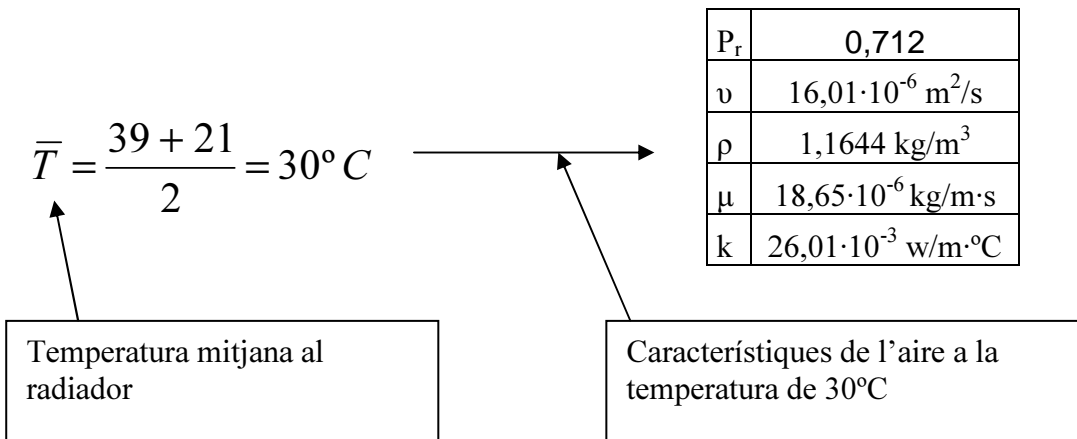 T̅ = (39 + 21)/2 = 30º C
Pr 0,712
υ 16,01·10⁻⁶ m²/s
ρ 1,1644 kg/m³
μ 18,65·10⁻⁶ kg/m·s
k 26,01·10⁻³ w/m·ºC
Temperatura mitjana al
radiador
Característiques de l’aire a la
temperatura de 30ºC